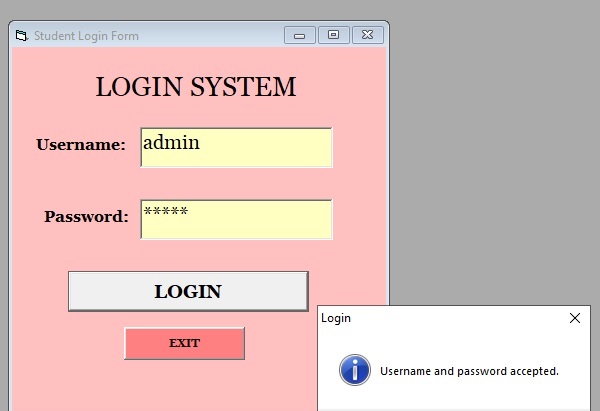 Student Login Form
LOGIN SYSTEM
Username: admin
Password: *****
LOGIN
EXIT
Login
Username and password accepted.